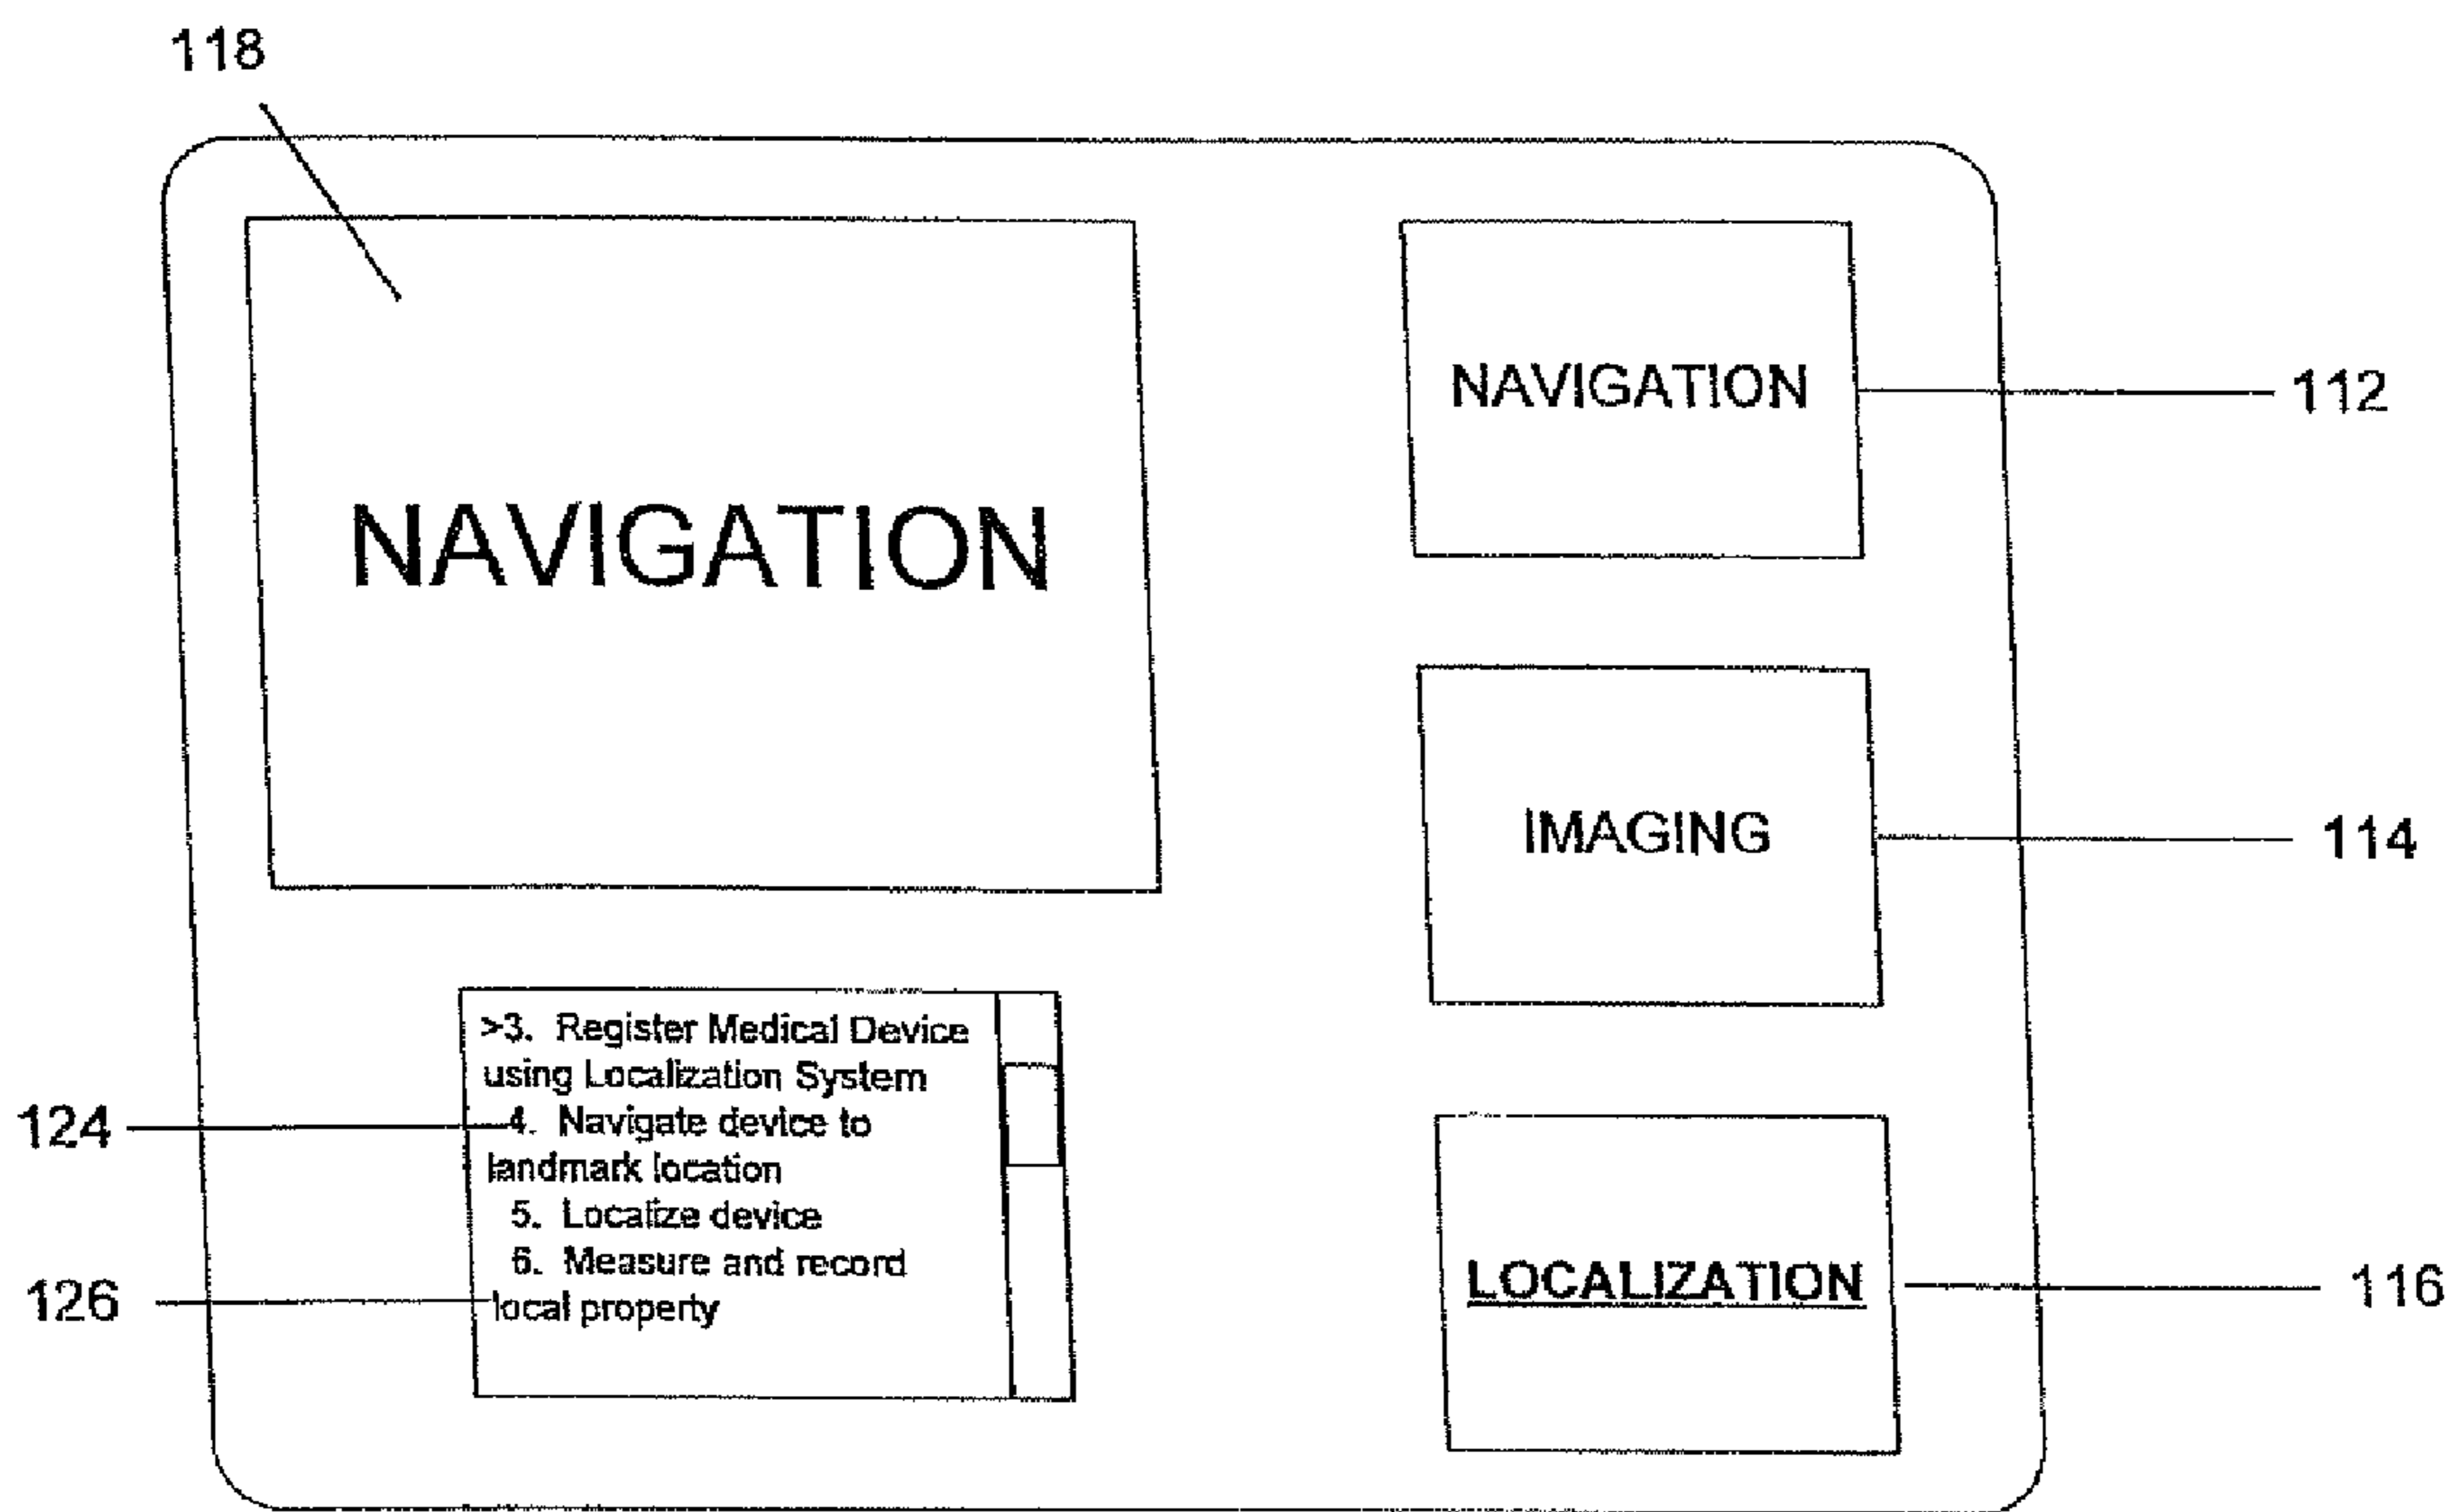 118
NAVIGATION
NAVIGATION
112
IMAGING
114
>3. Register Medical Device
using Localization System
124
4. Navigate device to
landmark location
5. Localize device
6. Measure and record
126
local property
LOCALIZATION
116